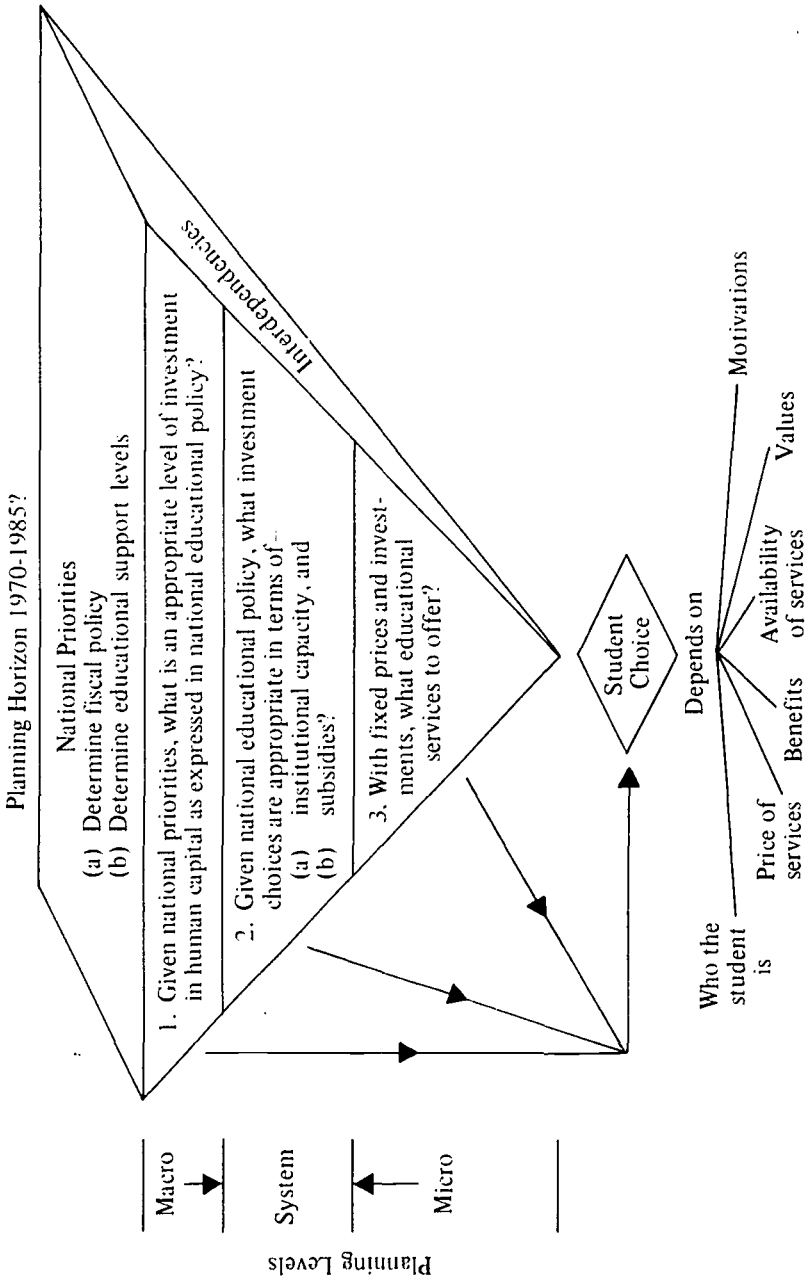 Planning Horizon 1970-1985?
National Priorities
(a) Determine fiscal policy
(b) Determine educational support levels
1. Given national priorities, what is an appropriate level of investment
in human capital as expressed in national educational policy?
2. Given national educational policy, what investment
choices are appropriate in terms of
(a) institutional capacity, and
(b) subsidies?
3. With fixed prices and invest-
ments, what educational
services to offer?
Interdependencies
Planning Levels
Macro
System
Micro
Student
Choice
Depends on
Who the
student
is
Price of
services
Benefits
Availability
of services
Values
Motivations